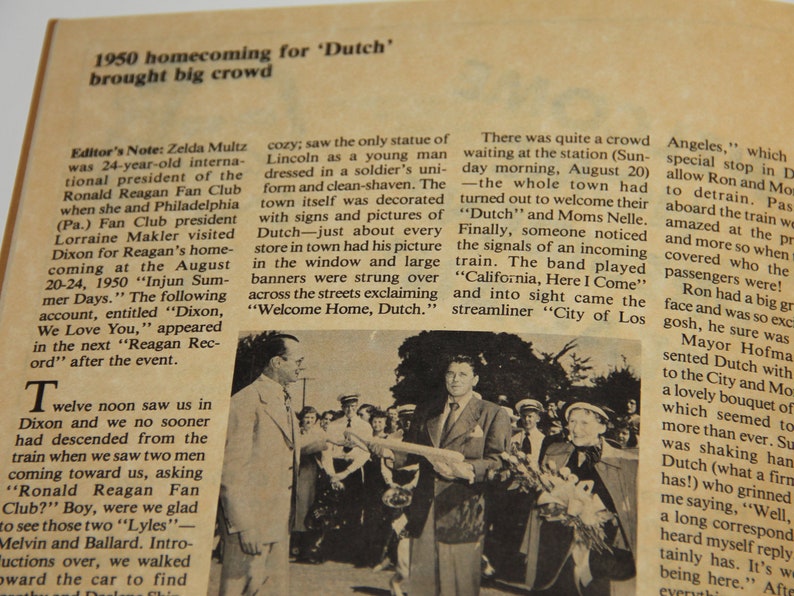 1950 homecoming for 'Dutch'
brought big crowd
Editor's Note: Zelda Multz
was 24-year-old interna-
tional president of the
Ronald Reagan Fan Club
when she and Philadelphia
(Pa.) Fan Club president
Lorraine Makler visited
Dixon for Reagan's home-
coming at the August
20-24, 1950 "Injun Sum-
mer Days." The following
account, entitled "Dixon,
We Love You," appeared
in the next "Reagan Rec-
ord" after the event.
Twelve noon saw us in
Dixon and we no sooner
had descended from the
train when we saw two men
coming toward us, asking
"Ronald Reagan Fan
Club?" Boy, were we glad
to see those two "Lyles"—
Melvin and Ballard. Intro-
ductions over, we walked
toward the car to find
cozy; saw the only statue of
Lincoln as a young man
dressed in a soldier's uni-
form and clean-shaven. The
town itself was decorated
with signs and pictures of
Dutch—just about every
store in town had his picture
in the window and large
banners were strung over
across the streets exclaiming
"Welcome Home, Dutch."
There was quite a crowd
waiting at the station (Sun-
day morning, August 20)
—the whole town had
turned out to welcome their
"Dutch" and Moms Nelle.
Finally, someone noticed
the signals of an incoming
train. The band played
"California, Here I Come"
and into sight came the
streamliner "City of Los
Angeles," which
special stop in D
allow Ron and Mo
to detrain. Pas
aboard the train we
amazed at the pr
and more so when t
covered who the
passengers were!
Ron had a big gr
face and was so exc
gosh, he sure was
Mayor Hofma
sented Dutch with
to the City and Mo
a lovely bouquet of
which seemed to
more than ever. Su
was shaking han
Dutch (what a firm
has!) who grinned
me saying, "Well,
a long correspond
heard myself reply
tainly has. It's w
being here." Afte